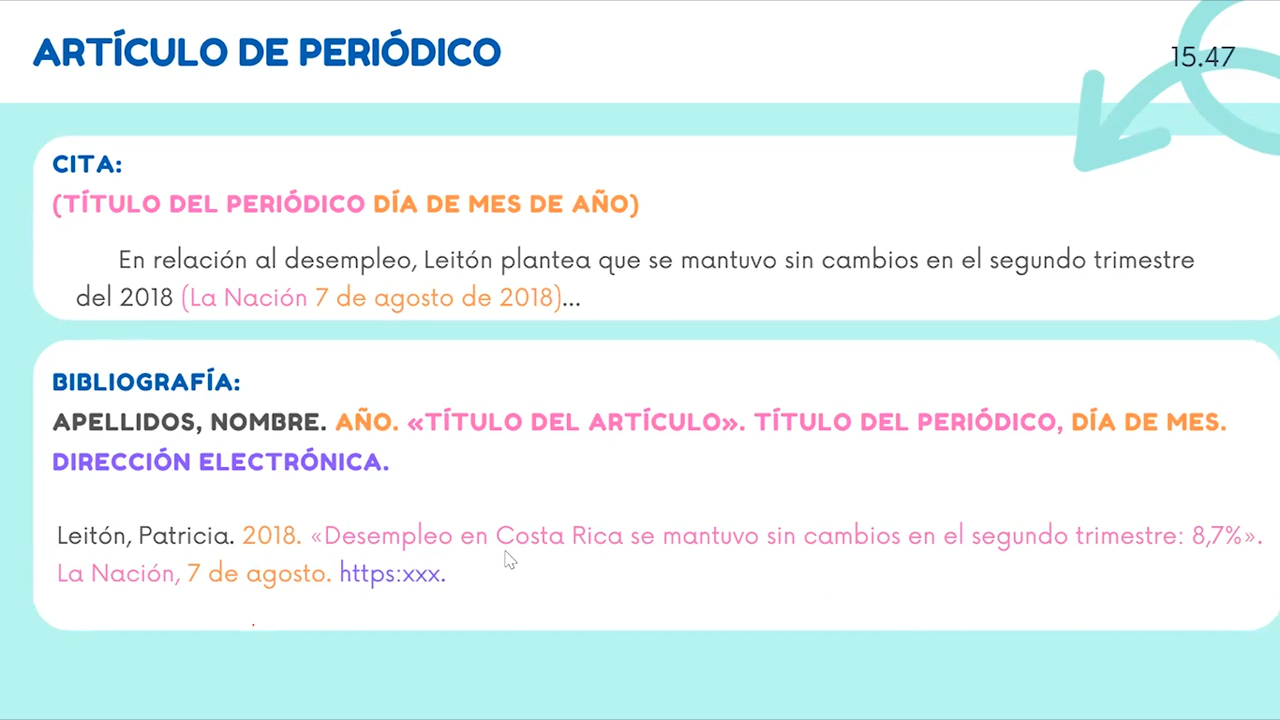 ARTÍCULO DE PERIÓDICO
15.47
CITA:
(TÍTULO DEL PERIÓDICO DÍA DE MES DE AÑO)
En relación al desempleo, Leitón plantea que se mantuvo sin cambios en el segundo trimestre
del 2018 (La Nación 7 de agosto de 2018)...
BIBLIOGRAFÍA:
APELLIDOS, NOMBRE. AÑO. «TÍTULO DEL ARTÍCULO». TÍTULO DEL PERIÓDICO, DÍA DE MES.
DIRECCIÓN ELECTRÓNICA.
Leitón, Patricia. 2018. «Desempleo en Costa Rica se mantuvo sin cambios en el segundo trimestre: 8,7%».
La Nación, 7 de agosto. https:xxx.